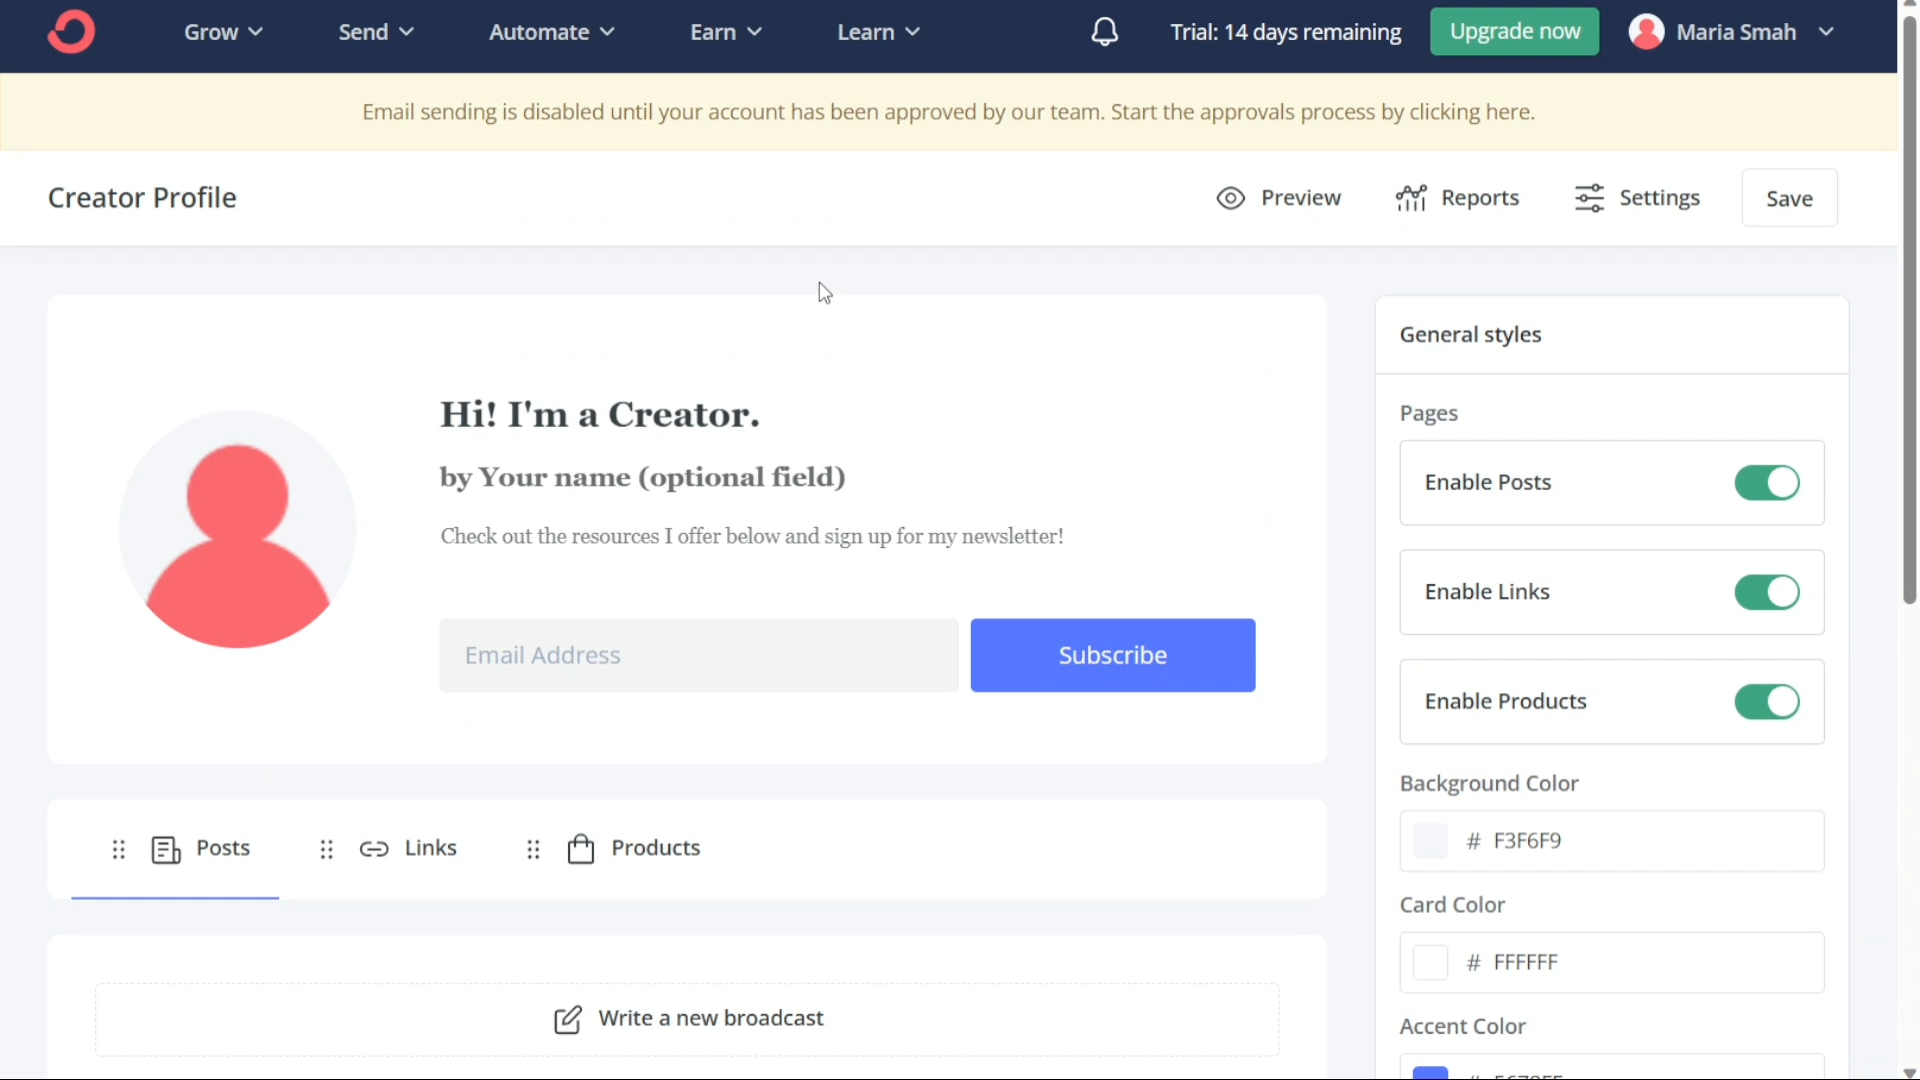 Grow Send Automate Earn Learn Trial: 14 days remaining Upgrade now Maria Smah
Email sending is disabled until your account has been approved by our team. Start the approvals process by clicking here.
Creator Profile Preview Reports Settings Save
General styles
Hi! I'm a Creator.
by Your name (optional field)
Check out the resources I offer below and sign up for my newsletter!
Email Address Subscribe
Posts Links Products
Write a new broadcast
Pages
Enable Posts
Enable Links
Enable Products
Background Color
# F3F6F9
Card Color
# FFFFFF
Accent Color